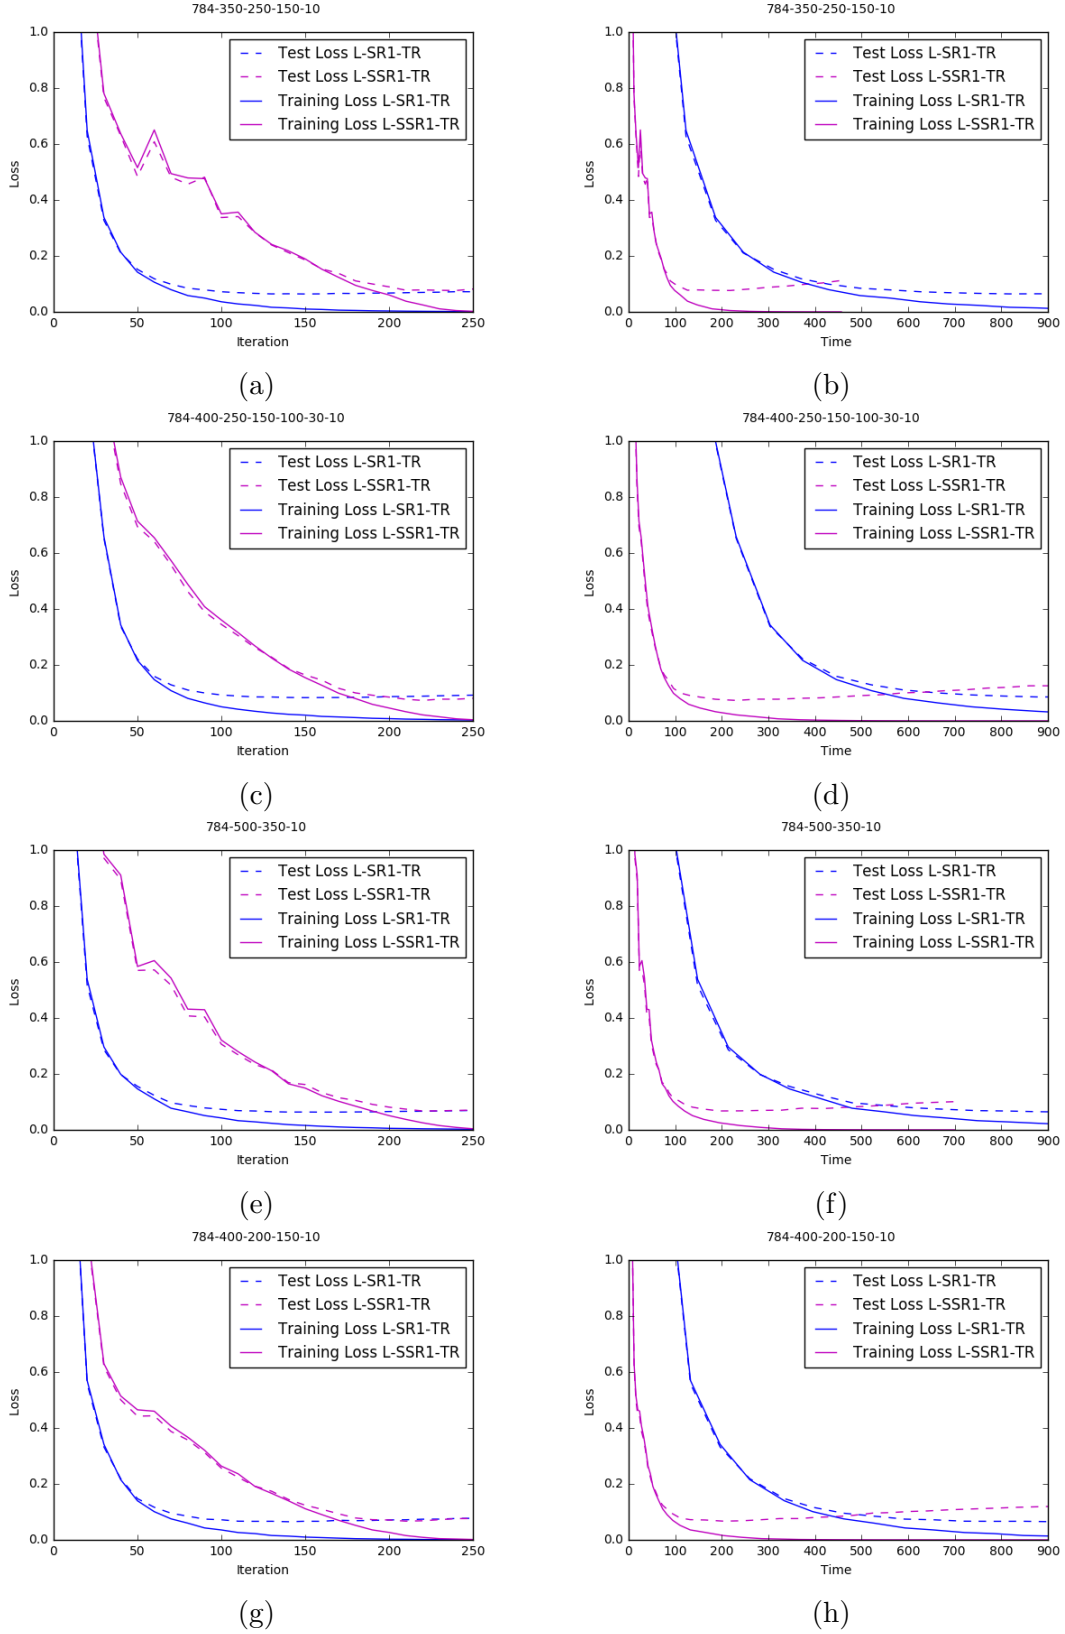 784-350-250-150-10
1.0
0.8
0.6
0.4
0.2
0.0
0 50 100 150 200 250
Loss
Iteration
Test Loss L-SR1-TR
Test Loss L-SSR1-TR
Training Loss L-SR1-TR
Training Loss L-SSR1-TR
(a)
784-350-250-150-10
1.0
0.8
0.6
0.4
0.2
0.0
0 100 200 300 400 500 600 700 800 900
Loss
Time
Test Loss L-SR1-TR
Test Loss L-SSR1-TR
Training Loss L-SR1-TR
Training Loss L-SSR1-TR
(b)
784-400-250-150-100-30-10
1.0
0.8
0.6
0.4
0.2
0.0
0 50 100 150 200 250
Loss
Iteration
Test Loss L-SR1-TR
Test Loss L-SSR1-TR
Training Loss L-SR1-TR
Training Loss L-SSR1-TR
(c)
784-400-250-150-100-30-10
1.0
0.8
0.6
0.4
0.2
0.0
0 100 200 300 400 500 600 700 800 900
Loss
Time
Test Loss L-SR1-TR
Test Loss L-SSR1-TR
Training Loss L-SR1-TR
Training Loss L-SSR1-TR
(d)
784-500-350-10
1.0
0.8
0.6
0.4
0.2
0.0
0 50 100 150 200 250
Loss
Iteration
Test Loss L-SR1-TR
Test Loss L-SSR1-TR
Training Loss L-SR1-TR
Training Loss L-SSR1-TR
(e)
784-500-350-10
1.0
0.8
0.6
0.4
0.2
0.0
0 100 200 300 400 500 600 700 800 900
Loss
Time
Test Loss L-SR1-TR
Test Loss L-SSR1-TR
Training Loss L-SR1-TR
Training Loss L-SSR1-TR
(f)
784-400-200-150-10
1.0
0.8
0.6
0.4
0.2
0.0
0 50 100 150 200 250
Loss
Iteration
Test Loss L-SR1-TR
Test Loss L-SSR1-TR
Training Loss L-SR1-TR
Training Loss L-SSR1-TR
(g)
784-400-200-150-10
1.0
0.8
0.6
0.4
0.2
0.0
0 100 200 300 400 500 600 700 800 900
Loss
Time
Test Loss L-SR1-TR
Test Loss L-SSR1-TR
Training Loss L-SR1-TR
Training Loss L-SSR1-TR
(h)